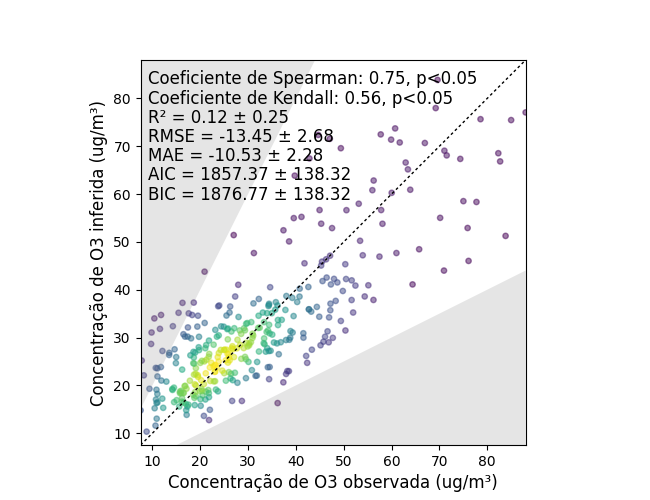 Coeficiente de Spearman: 0.75, p<0.05
Coeficiente de Kendall: 0.56, p<0.05
R² = 0.12 ± 0.25
RMSE = -13.45 ± 2.68
MAE = -10.53 ± 2.28
AIC = 1857.37 ± 138.32
BIC = 1876.77 ± 138.32
Concentração de O3 inferida (ug/m³)
80
70
60
50
40
30
20
10
10 20 30 40 50 60 70 80
Concentração de O3 observada (ug/m³)